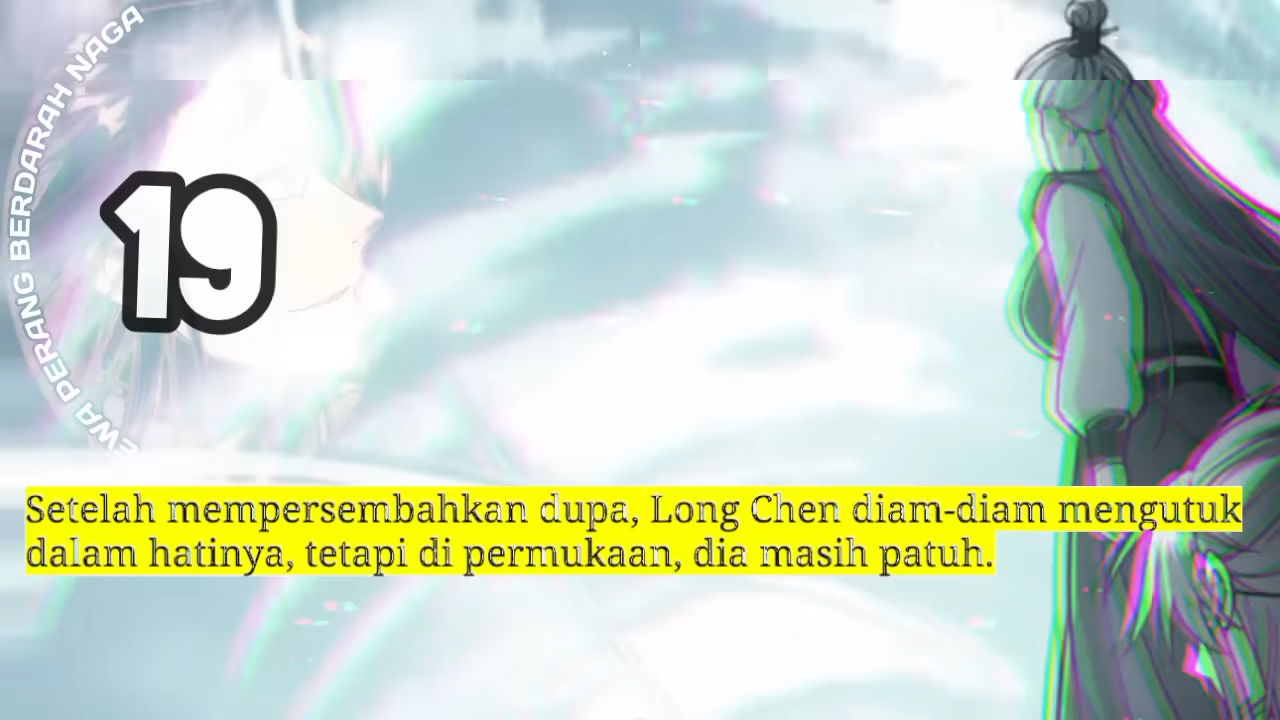 EWA PERANG BERDARAH NAGA
19
Setelah mempersembahkan dupa, Long Chen diam-diam mengutuk
dalam hatinya, tetapi di permukaan, dia masih patuh.